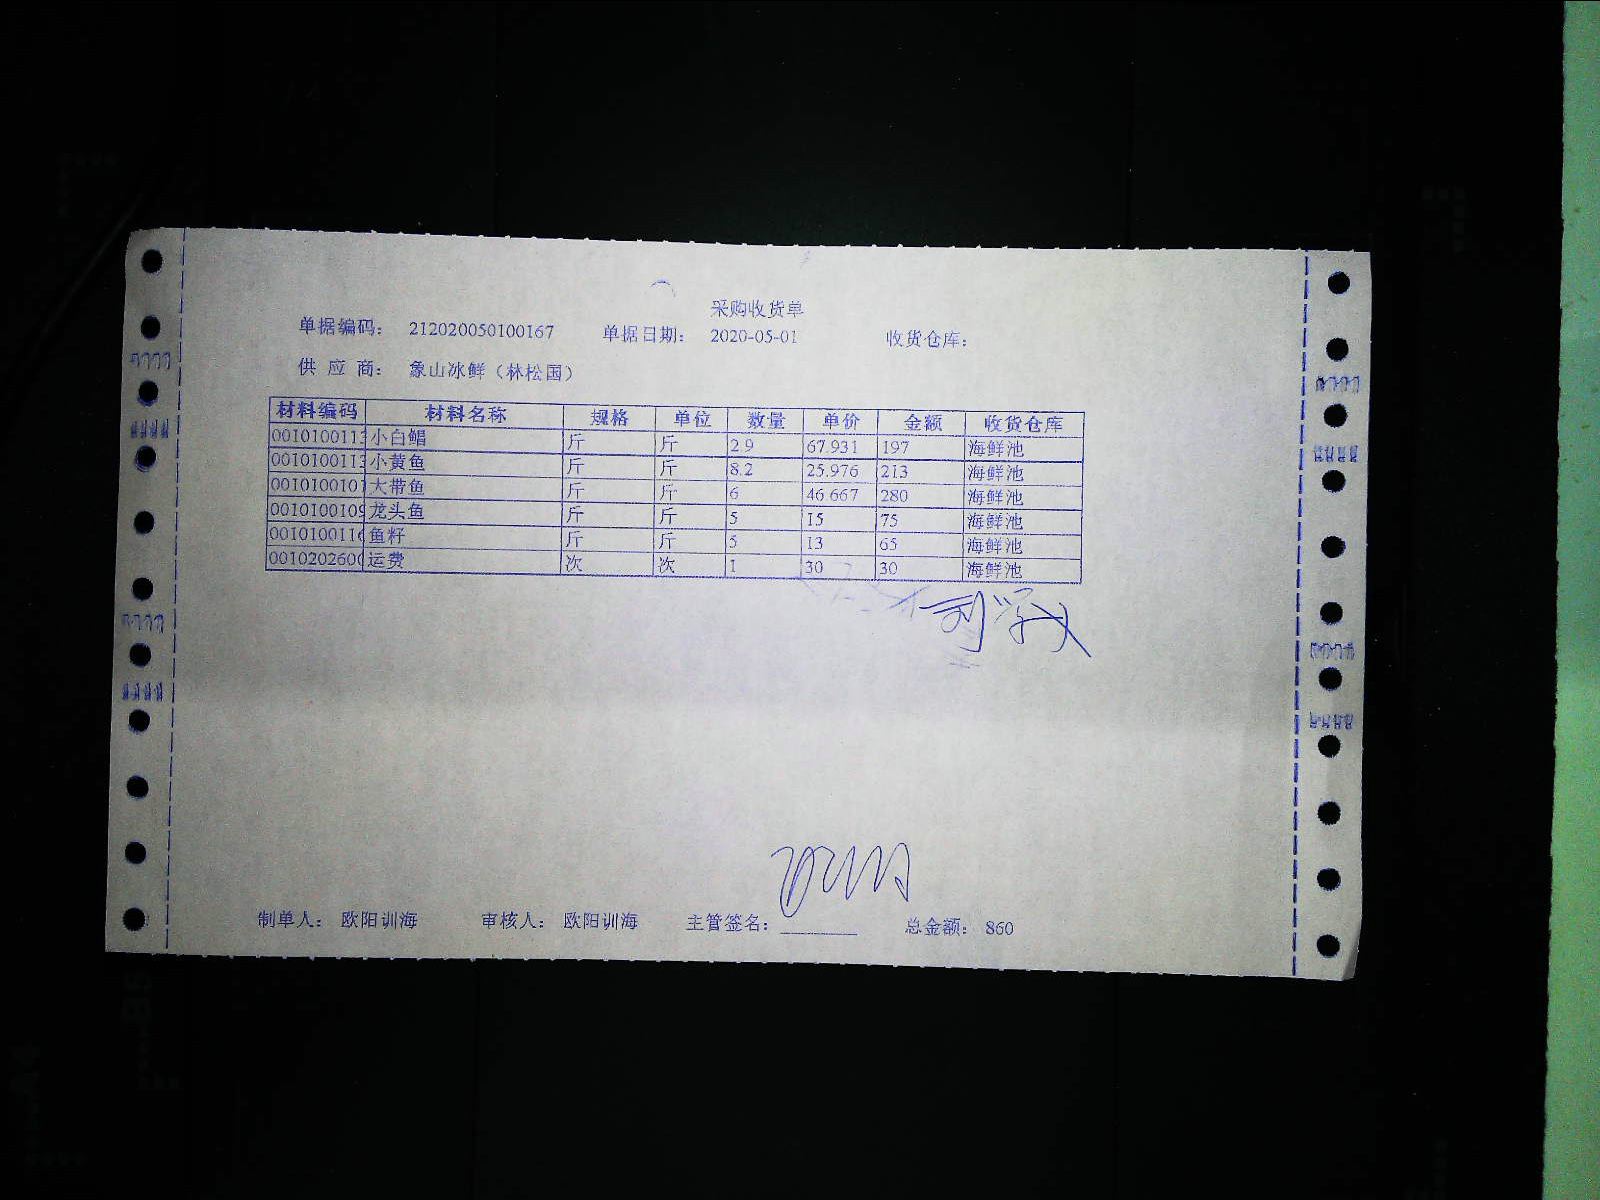 采购收货单
单据编码： 212020050100167 单据日期： 2020-05-01 收货仓库：
供 应 商： 象山冰鲜（林松国）
材料编码 材料名称 规格 单位 数量 单价 金额 收货仓库
0010100113 小白鲳 斤 斤 2.9 67.931 197 海鲜池
0010100113 小黄鱼 斤 斤 8.2 25.976 213 海鲜池
0010100101 大带鱼 斤 斤 6 46.667 280 海鲜池
0010100109 龙头鱼 斤 斤 5 15 75 海鲜池
0010100116 鱼籽 斤 斤 5 13 65 海鲜池
0010202600 运费 次 次 1 30 30 海鲜池
制单人： 欧阳训海 审核人： 欧阳训海 主管签名： 总金额： 860